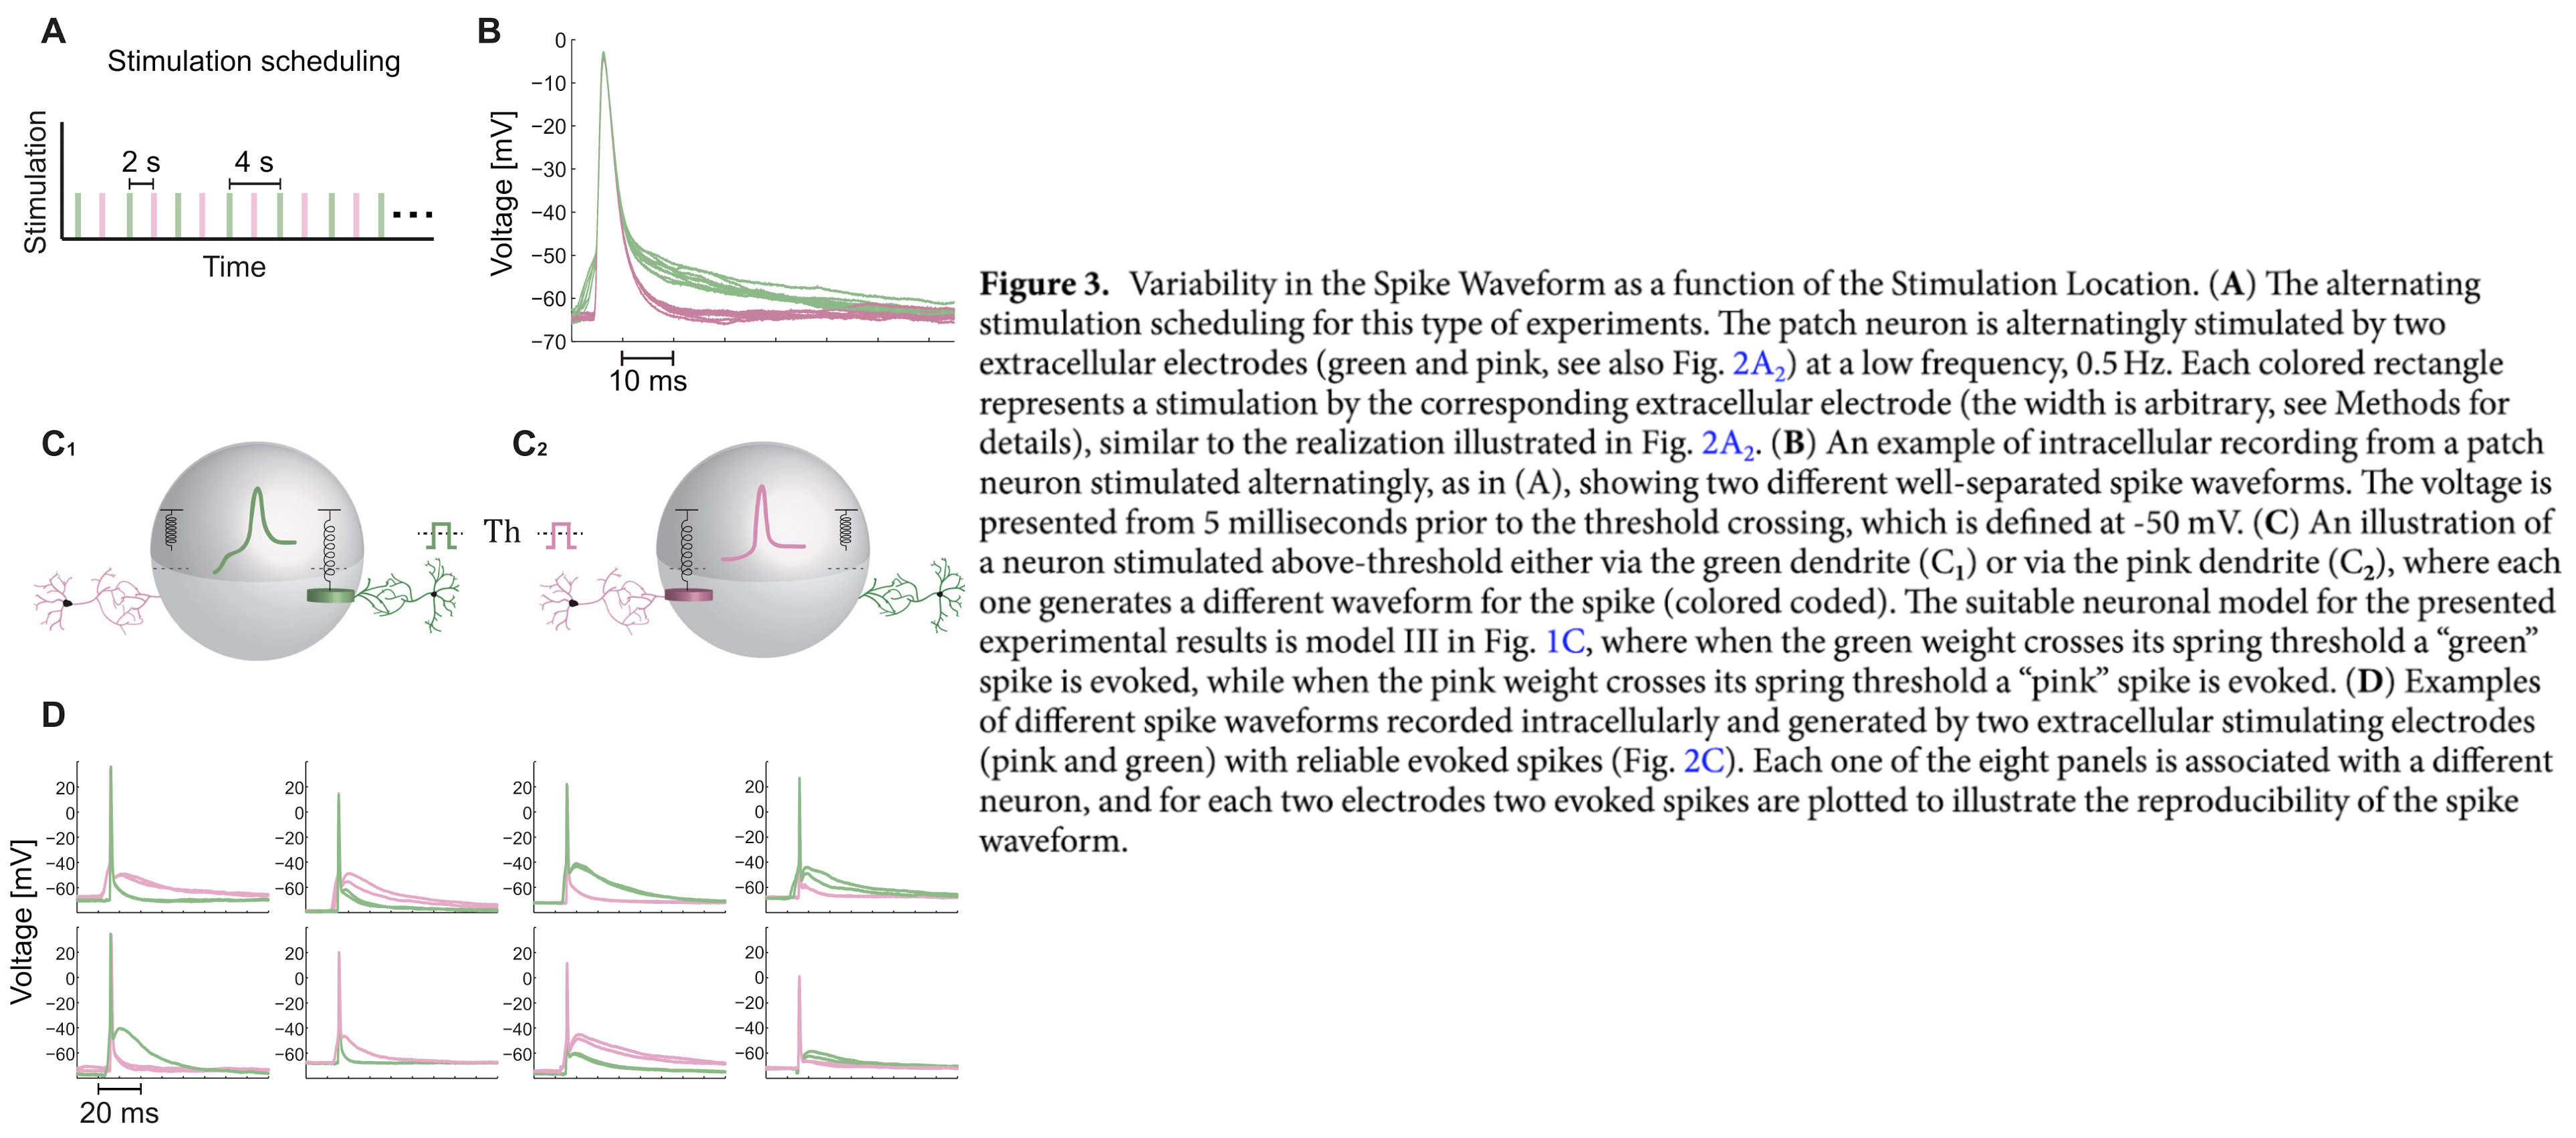 A
Stimulation scheduling
Stimulation
2 s
4 s
Time
B
Voltage [mV]
0
−10
−20
−30
−40
−50
−60
−70
10 ms
C1
Th
C2
D
Voltage [mV]
20
0
−20
−40
−60
20
0
−20
−40
−60
20
0
−20
−40
−60
20
0
−20
−40
−60
Voltage [mV]
20
0
−20
−40
−60
20
0
−20
−40
−60
20
0
−20
−40
−60
20
0
−20
−40
−60
20 ms
Figure 3. Variability in the Spike Waveform as a function of the Stimulation Location. (A) The alternating
stimulation scheduling for this type of experiments. The patch neuron is alternatingly stimulated by two
extracellular electrodes (green and pink, see also Fig. 2A₂) at a low frequency, 0.5 Hz. Each colored rectangle
represents a stimulation by the corresponding extracellular electrode (the width is arbitrary, see Methods for
details), similar to the realization illustrated in Fig. 2A₂. (B) An example of intracellular recording from a patch
neuron stimulated alternatingly, as in (A), showing two different well-separated spike waveforms. The voltage is
presented from 5 milliseconds prior to the threshold crossing, which is defined at -50 mV. (C) An illustration of
a neuron stimulated above-threshold either via the green dendrite (C₁) or via the pink dendrite (C₂), where each
one generates a different waveform for the spike (colored coded). The suitable neuronal model for the presented
experimental results is model III in Fig. 1C, where when the green weight crosses its spring threshold a “green”
spike is evoked, while when the pink weight crosses its spring threshold a “pink” spike is evoked. (D) Examples
of different spike waveforms recorded intracellularly and generated by two extracellular stimulating electrodes
(pink and green) with reliable evoked spikes (Fig. 2C). Each one of the eight panels is associated with a different
neuron, and for each two electrodes two evoked spikes are plotted to illustrate the reproducibility of the spike
waveform.